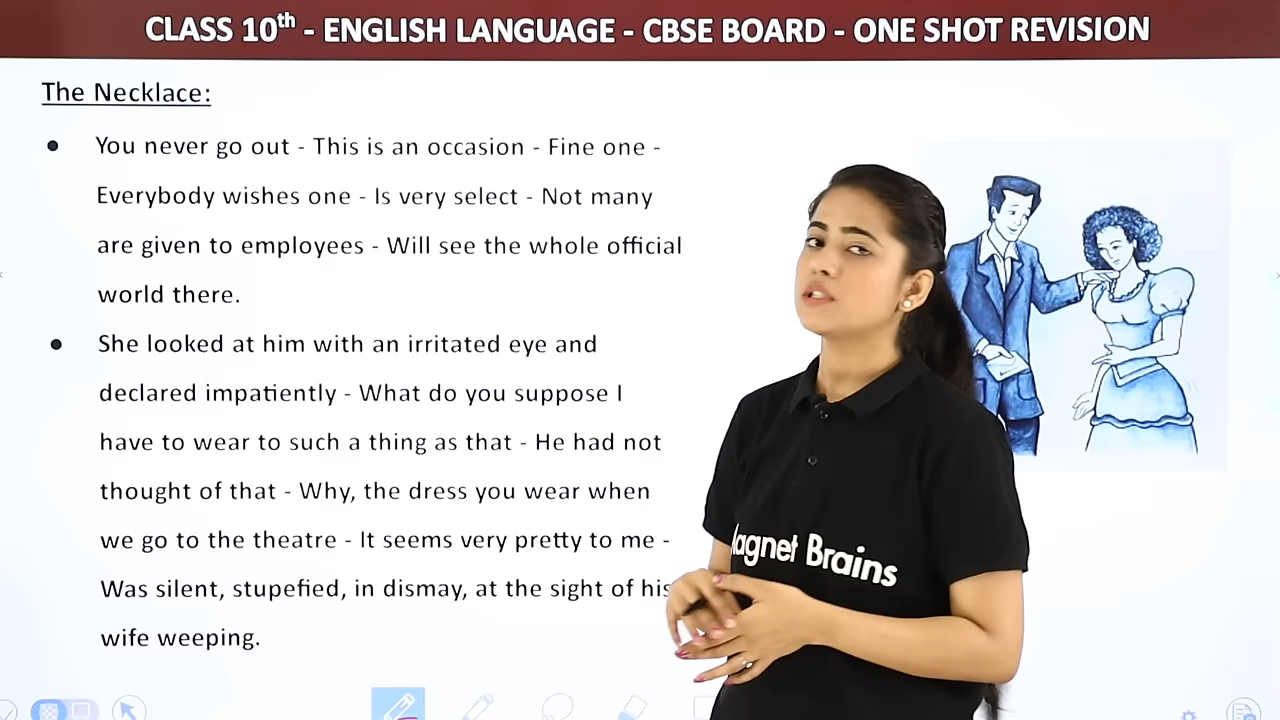 CLASS 10th - ENGLISH LANGUAGE - CBSE BOARD - ONE SHOT REVISION
The Necklace:
● You never go out - This is an occasion - Fine one -
Everybody wishes one - Is very select - Not many
are given to employees - Will see the whole official
world there.
● She looked at him with an irritated eye and
declared impatiently - What do you suppose I
have to wear to such a thing as that - He had not
thought of that - Why, the dress you wear when
we go to the theatre - It seems very pretty to me -
Was silent, stupefied, in dismay, at the sight of his
wife weeping.
agnet Brains